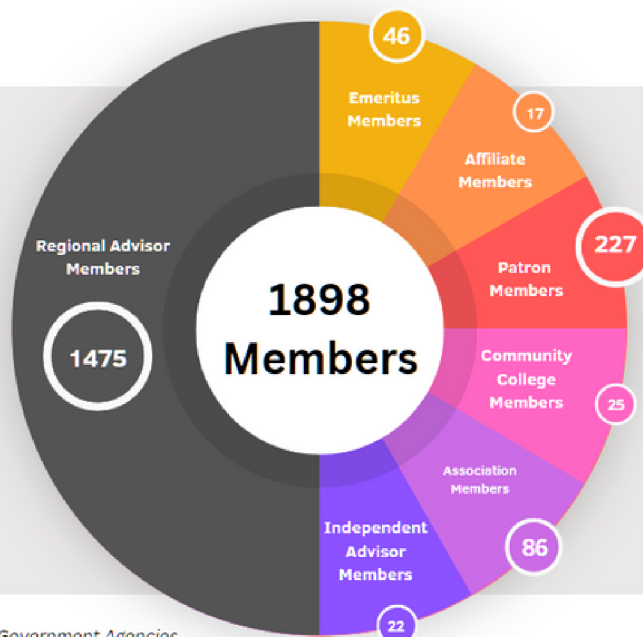 46
Emeritus
Members
17
Affiliate
Members
227
Patron
Members
Regional Advisor
Members
1475
1898
Members
Community
College
Members
25
Association
Members
86
Independent
Advisor
Members
22
Government Agencies